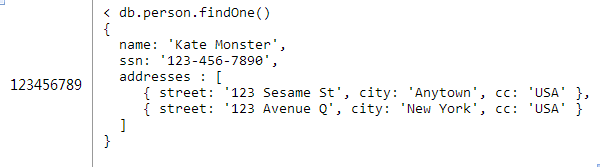 < db.person.findOne()
{
name: 'Kate Monster',
ssn: '123-456-7890',
addresses : [
{ street: '123 Sesame St', city: 'Anytown', cc: 'USA' },
{ street: '123 Avenue Q', city: 'New York', cc: 'USA' }
]
}
123456789